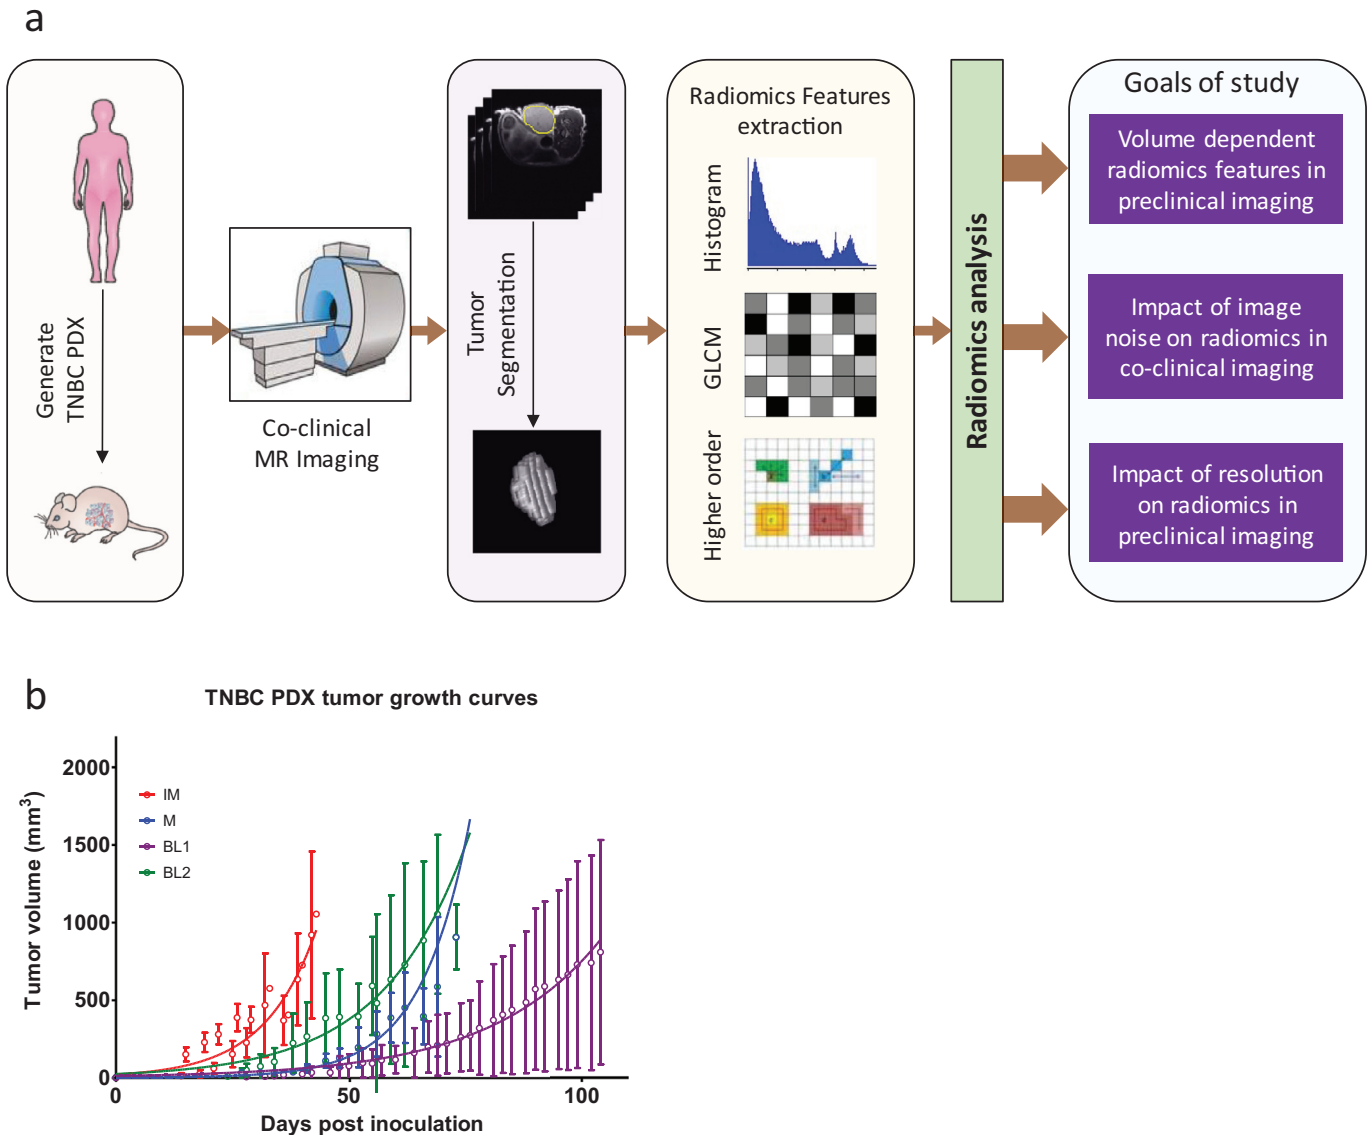 a
Generate
TNBC PDX
Co-clinical
MR Imaging
Tumor
Segmentation
Radiomics Features
extraction
Histogram
GLCM
Higher order
Radiomics analysis
Goals of study
Volume dependent
radiomics features in
preclinical imaging
Impact of image
noise on radiomics in
co-clinical imaging
Impact of resolution
on radiomics in
preclinical imaging
b
TNBC PDX tumor growth curves
Tumor volume (mm³)
2000
1500
1000
500
0
IM
M
BL1
BL2
0
50
100
Days post inoculation